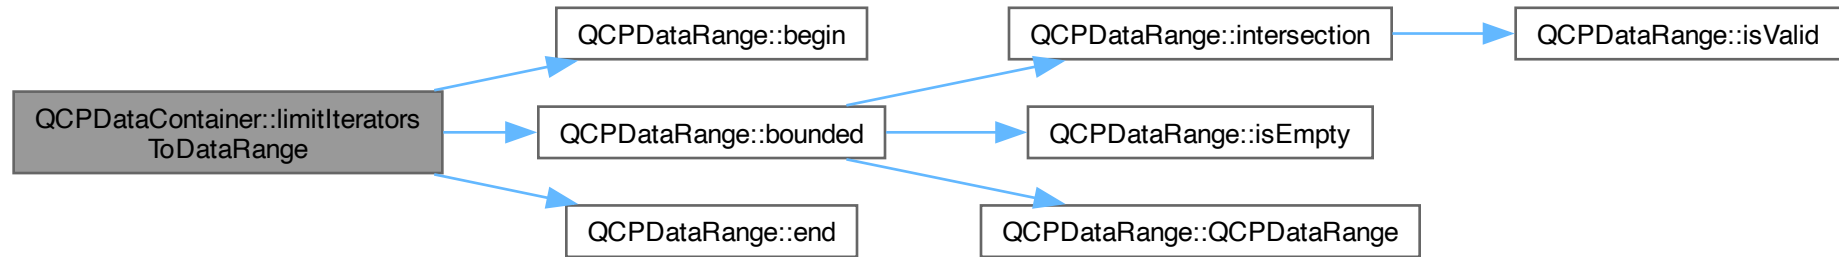 QCPDataContainer::limitIterators
ToDataRange
QCPDataRange::begin
QCPDataRange::bounded
QCPDataRange::end
QCPDataRange::intersection
QCPDataRange::isEmpty
QCPDataRange::QCPDataRange
QCPDataRange::isValid